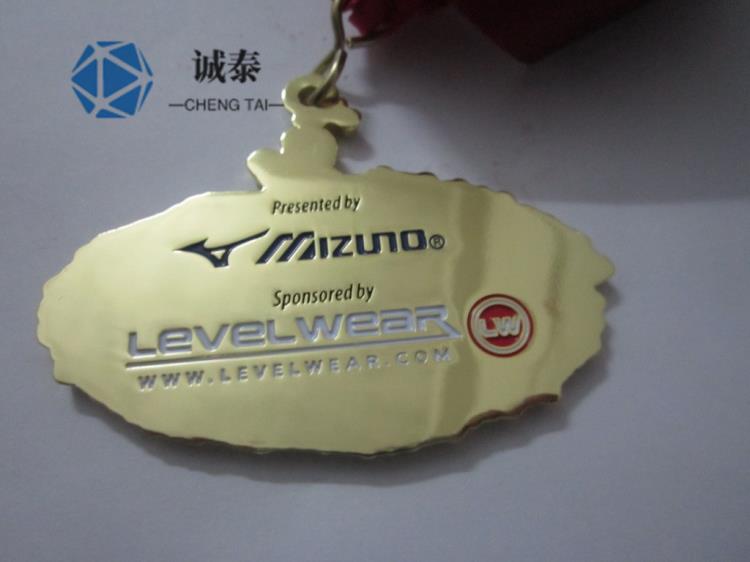 诚泰
—CHENG TAI—
Presented by
MIZUNO®
Sponsored by
LEVELWEAR
LW
WWW.LEVELWEAR.COM